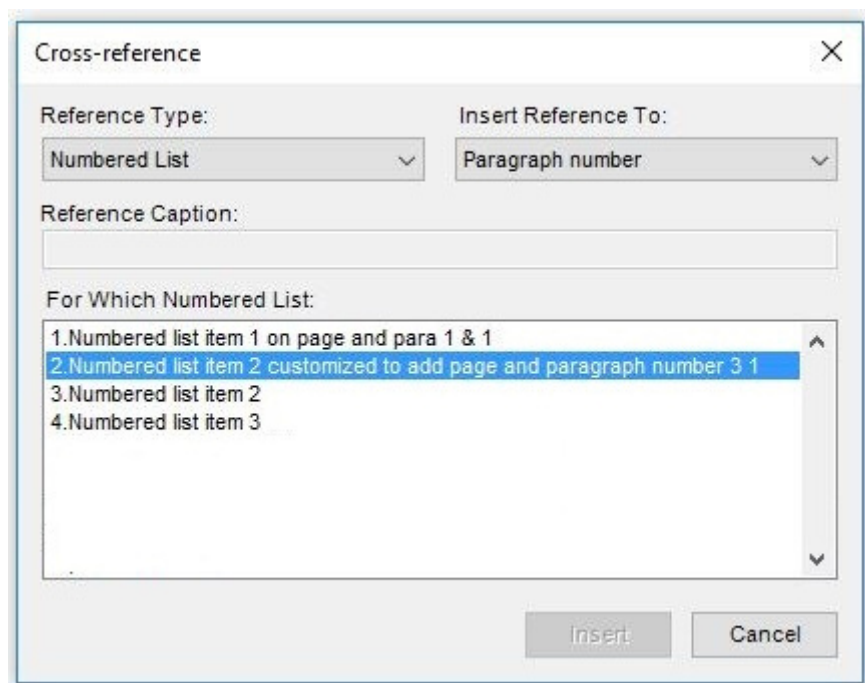 Cross-reference
Reference Type:
Insert Reference To:
Numbered List
Paragraph number
Reference Caption:
For Which Numbered List:
1.Numbered list item 1 on page and para 1 & 1
2.Numbered list item 2 customized to add page and paragraph number 3 1
3.Numbered list item 2
4.Numbered list item 3
Insert
Cancel